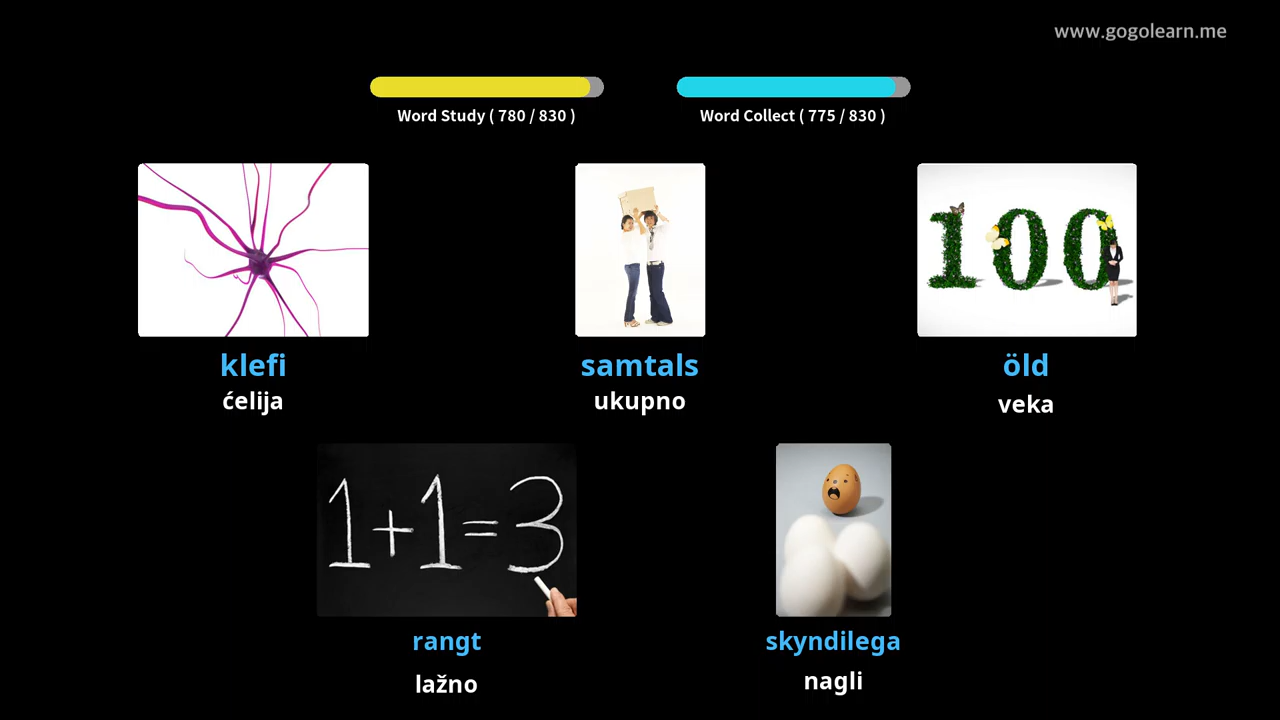 www.gogolearn.me
Word Study ( 780 / 830 )
Word Collect ( 775 / 830 )
100
klefi
samtals
öld
ćelija
ukupno
veka
1+1=3
rangt
skyndilega
lažno
nagli